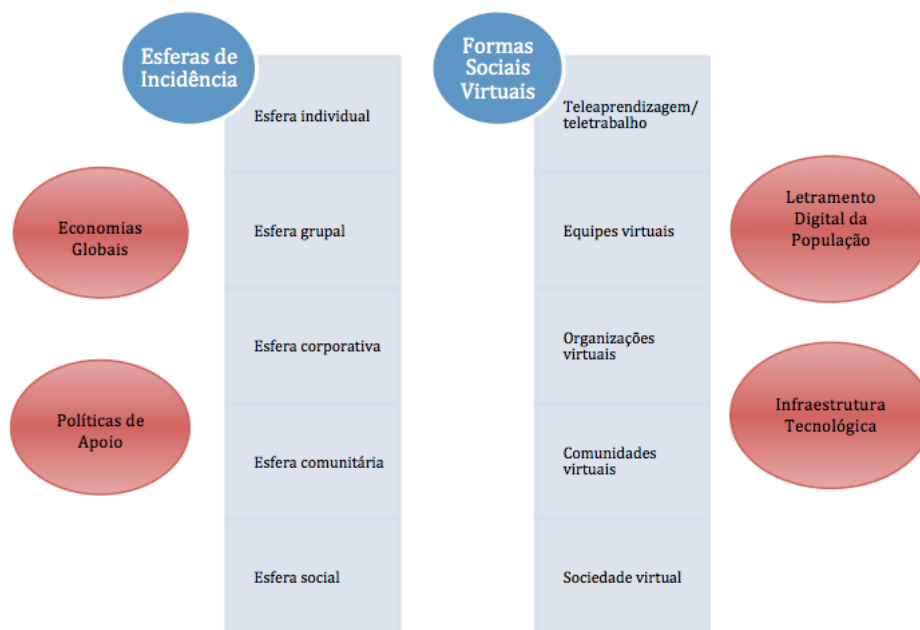 Esferas de
Incidência
Formas
Sociais
Virtuais
Esfera individual
Teleaprendizagem/
teletrabalho
Economias
Globais
Esfera grupal
Equipes virtuais
Letramento
Digital da
População
Esfera corporativa
Organizações
virtuais
Políticas de
Apoio
Esfera comunitária
Comunidades
virtuais
Infraestrutura
Tecnológica
Esfera social
Sociedade virtual